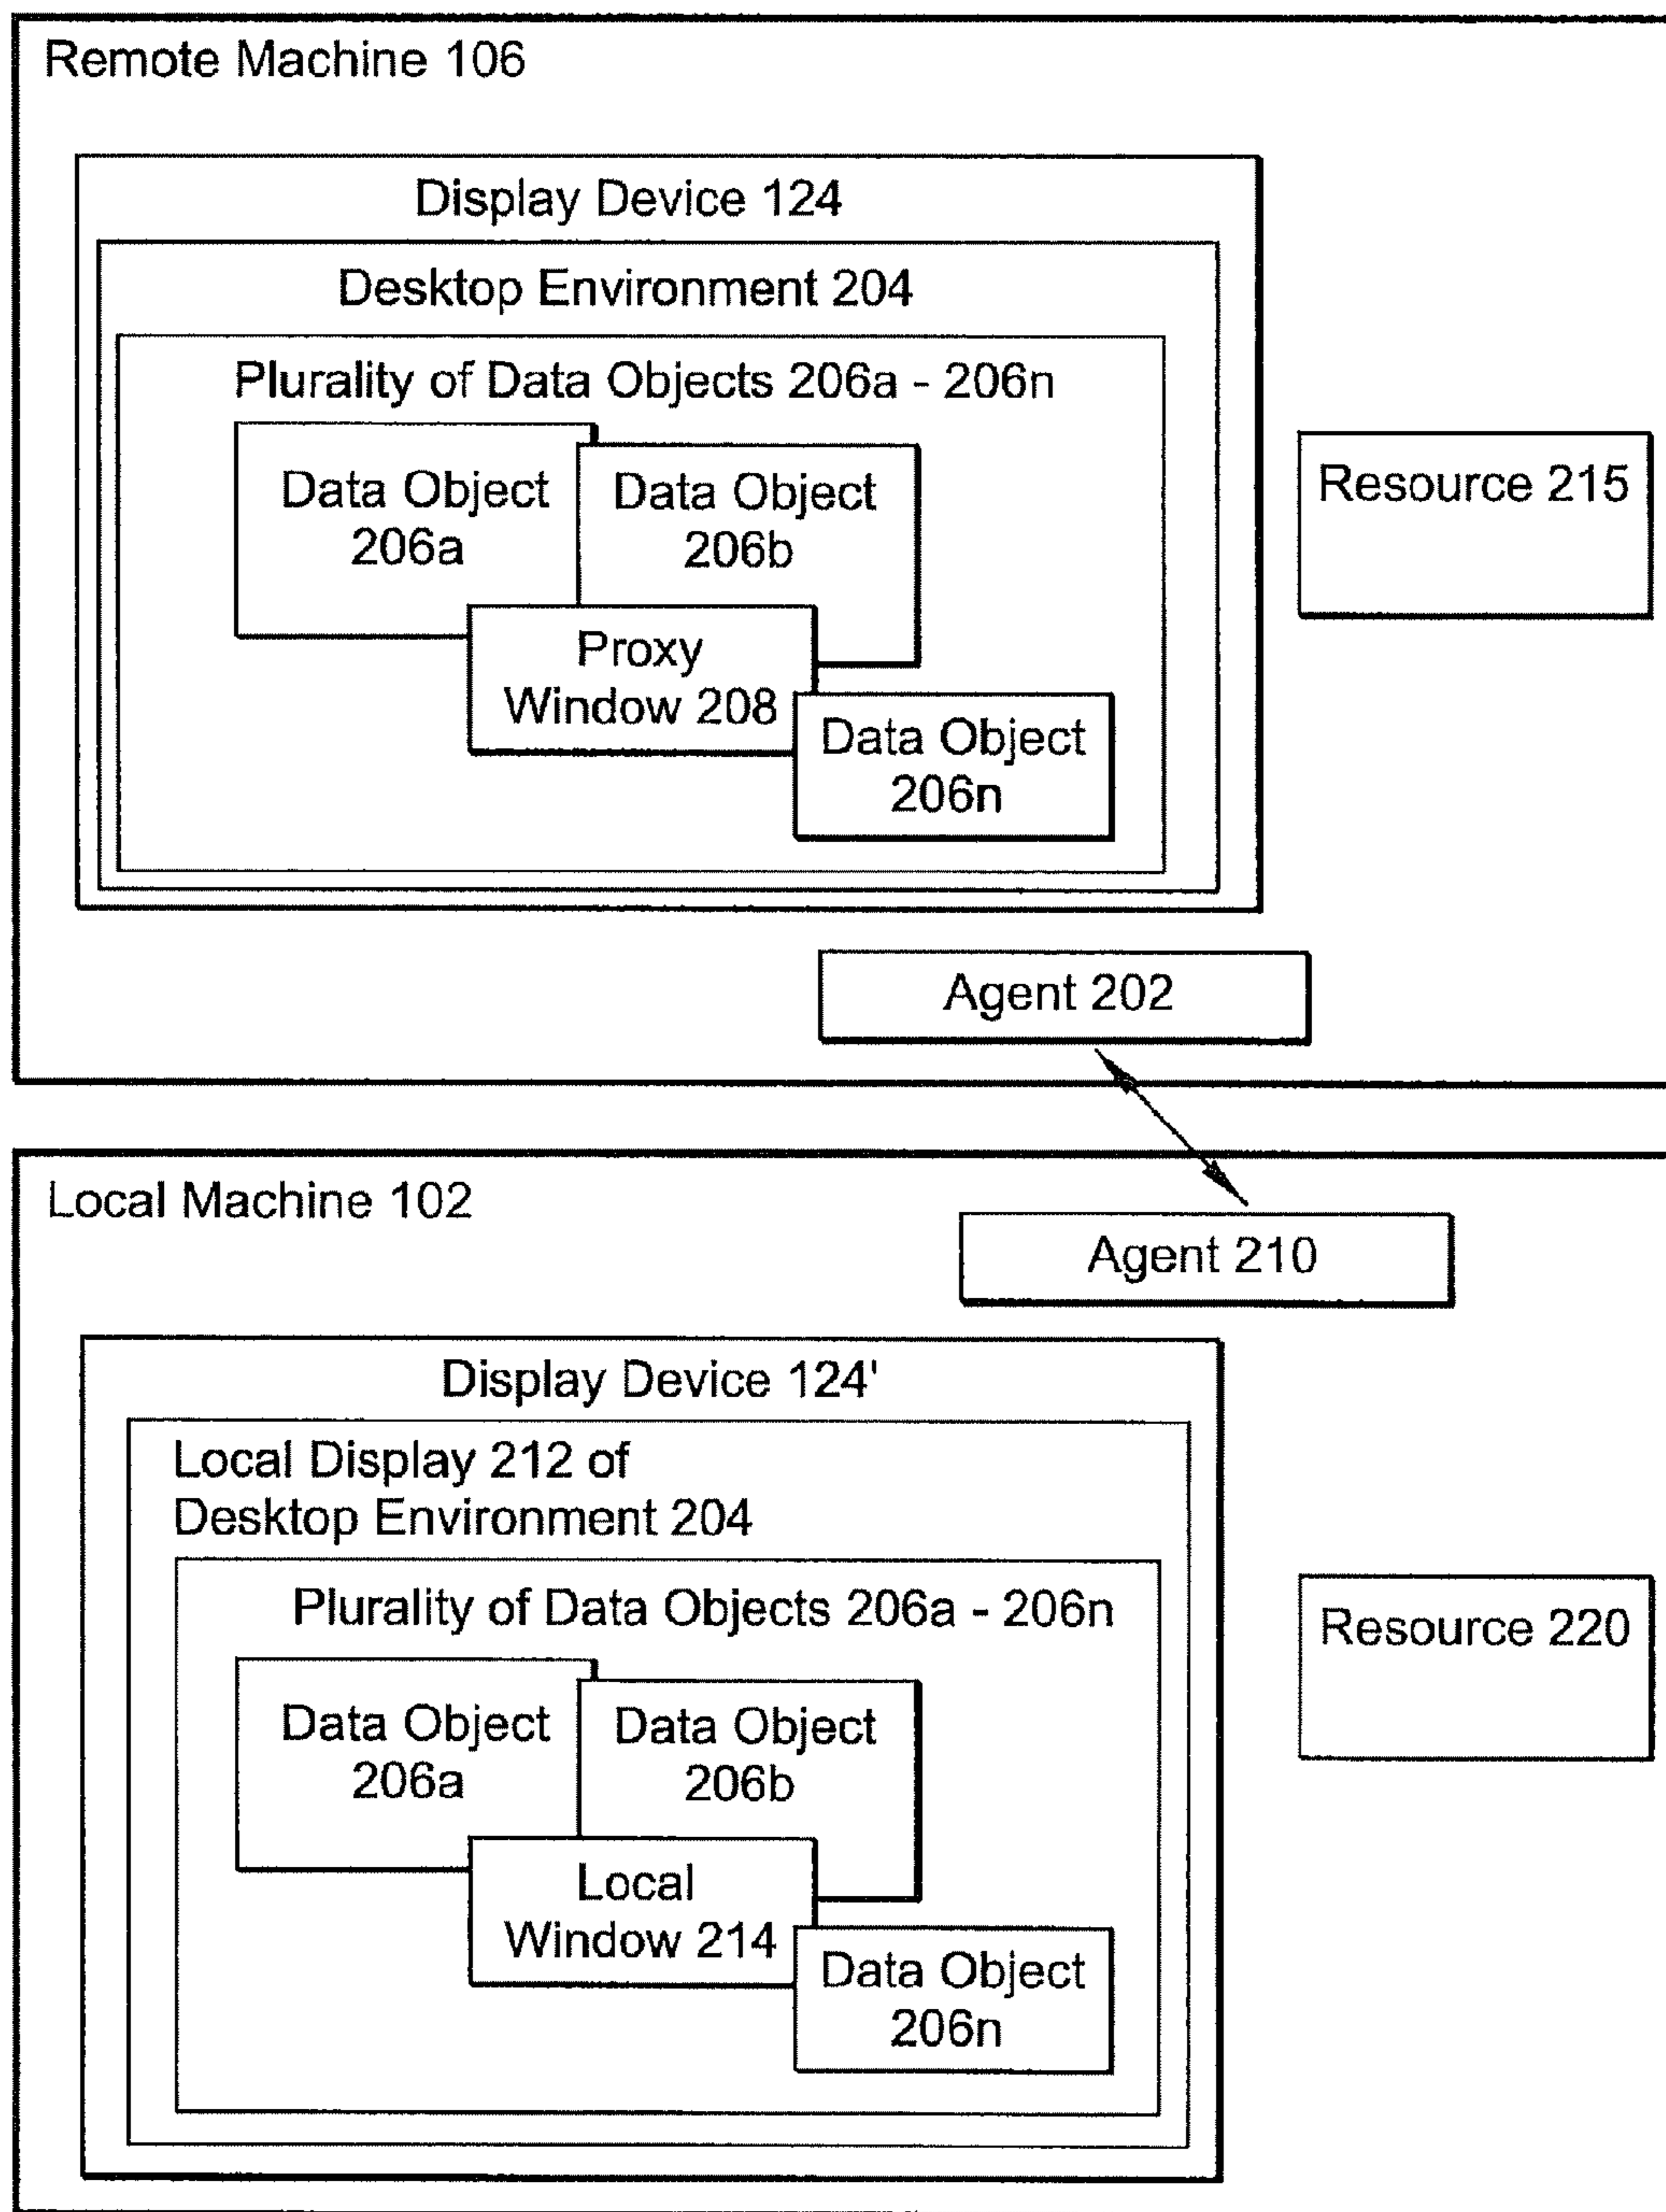 Remote Machine 106
Display Device 124
Desktop Environment 204
Plurality of Data Objects 206a - 206n
Data Object
206a
Data Object
206b
Proxy
Window 208
Data Object
206n
Resource 215
Agent 202
Local Machine 102
Agent 210
Display Device 124'
Local Display 212 of
Desktop Environment 204
Plurality of Data Objects 206a - 206n
Data Object
206a
Data Object
206b
Local
Window 214
Data Object
206n
Resource 220